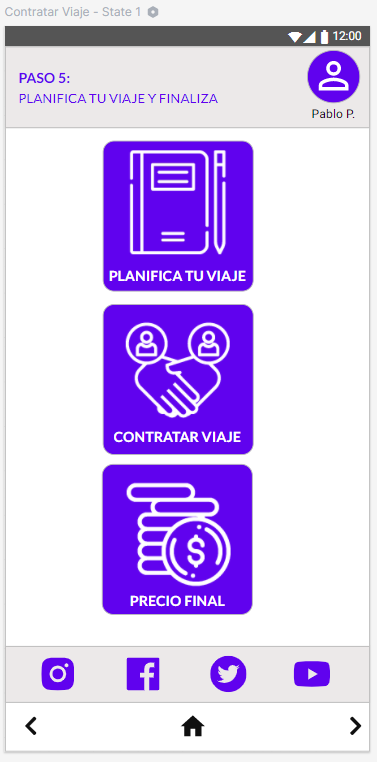 Contratar Viaje - State 1
12:00
PASO 5:
PLANIFICA TU VIAJE Y FINALIZA
Pablo P.
PLANIFICA TU VIAJE
CONTRATAR VIAJE
$
PRECIO FINAL